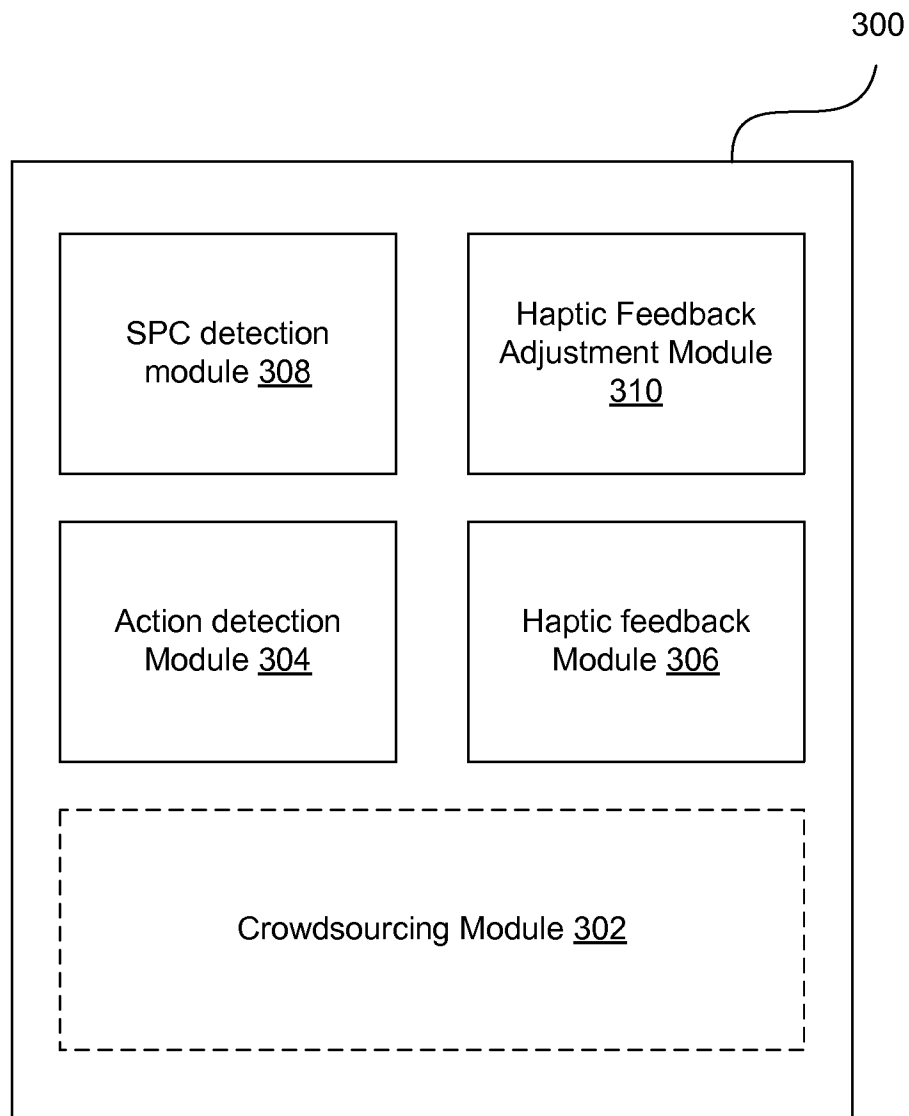 300
SPC detection
module 308
Haptic Feedback
Adjustment Module
310
Action detection
Module 304
Haptic feedback
Module 306
Crowdsourcing Module 302